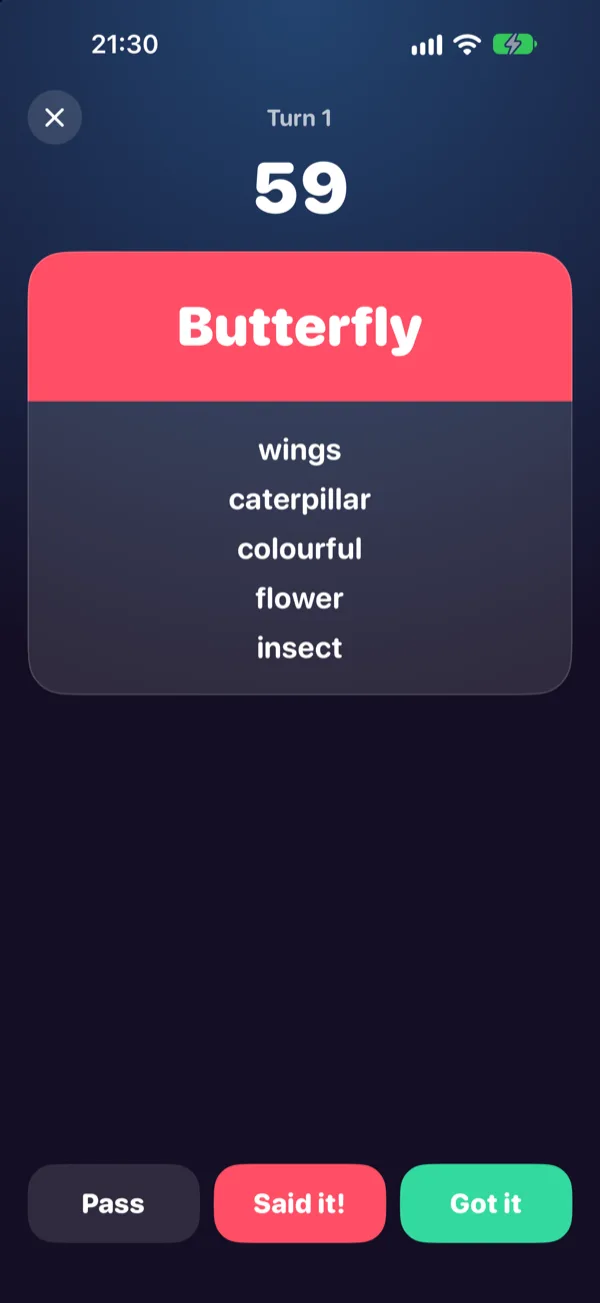 21:30
Turn 1
59
Butterfly
wings
caterpillar
colourful
flower
insect
Pass
Said it!
Got it